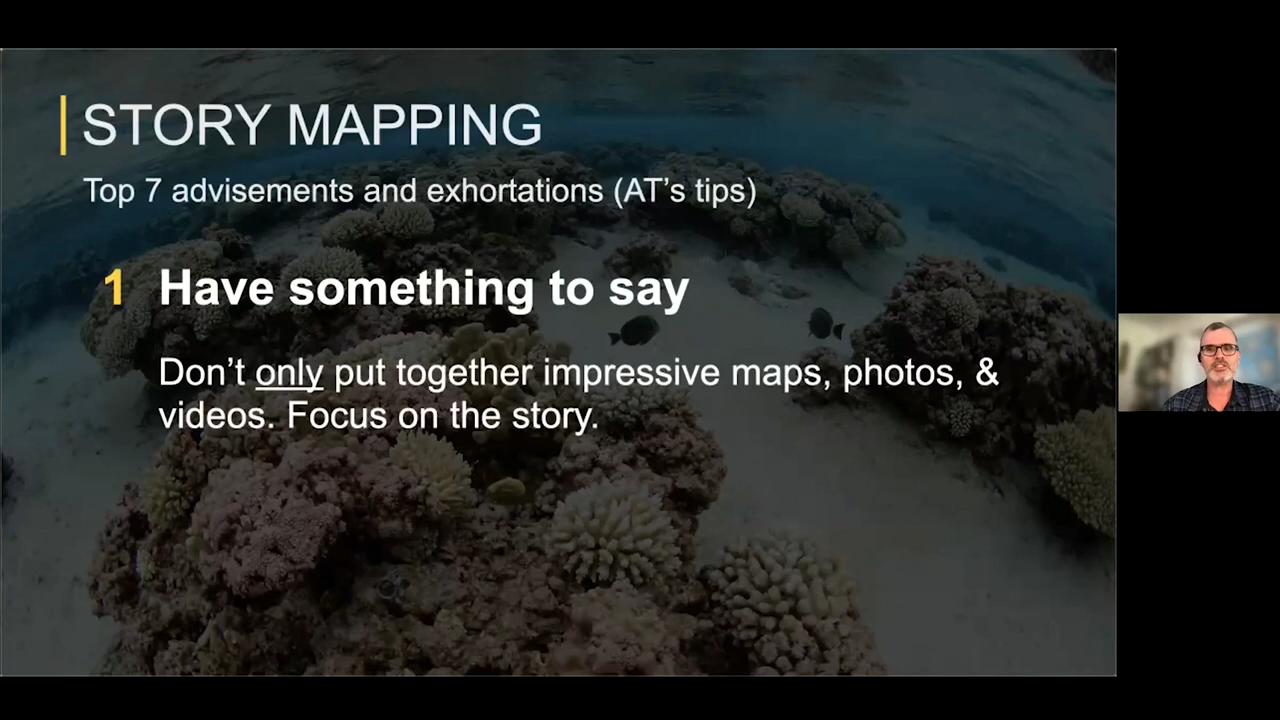 STORY MAPPING
Top 7 advisements and exhortations (AT’s tips)
1 Have something to say
Don’t only put together impressive maps, photos, &
videos. Focus on the story.